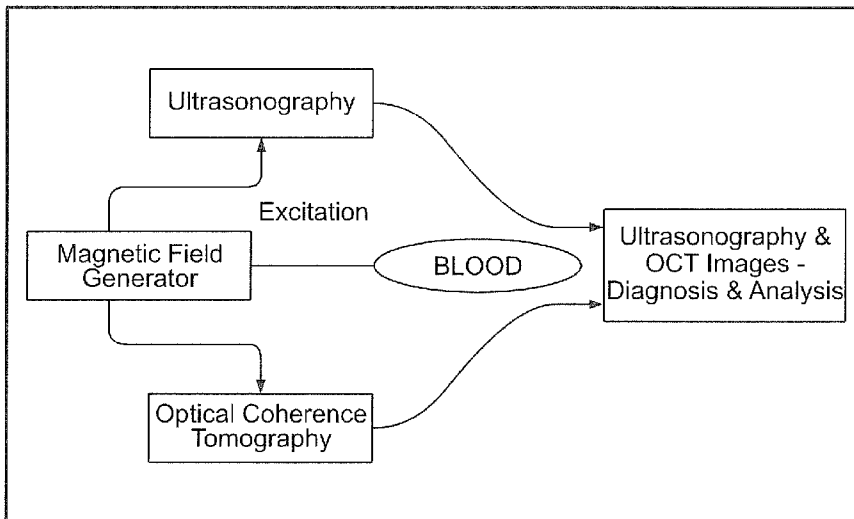 Ultrasonography
Excitation
Magnetic Field
Generator
BLOOD
Ultrasonography &
OCT Images -
Diagnosis & Analysis
Optical Coherence
Tomography